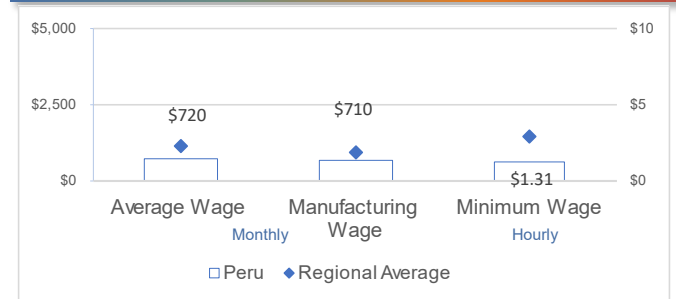 $5,000
$10
$2,500
$5
$720
$710
$0
$1.31
$0
Average Wage
Manufacturing
Wage
Minimum Wage
Monthly
Hourly
Peru
Regional Average